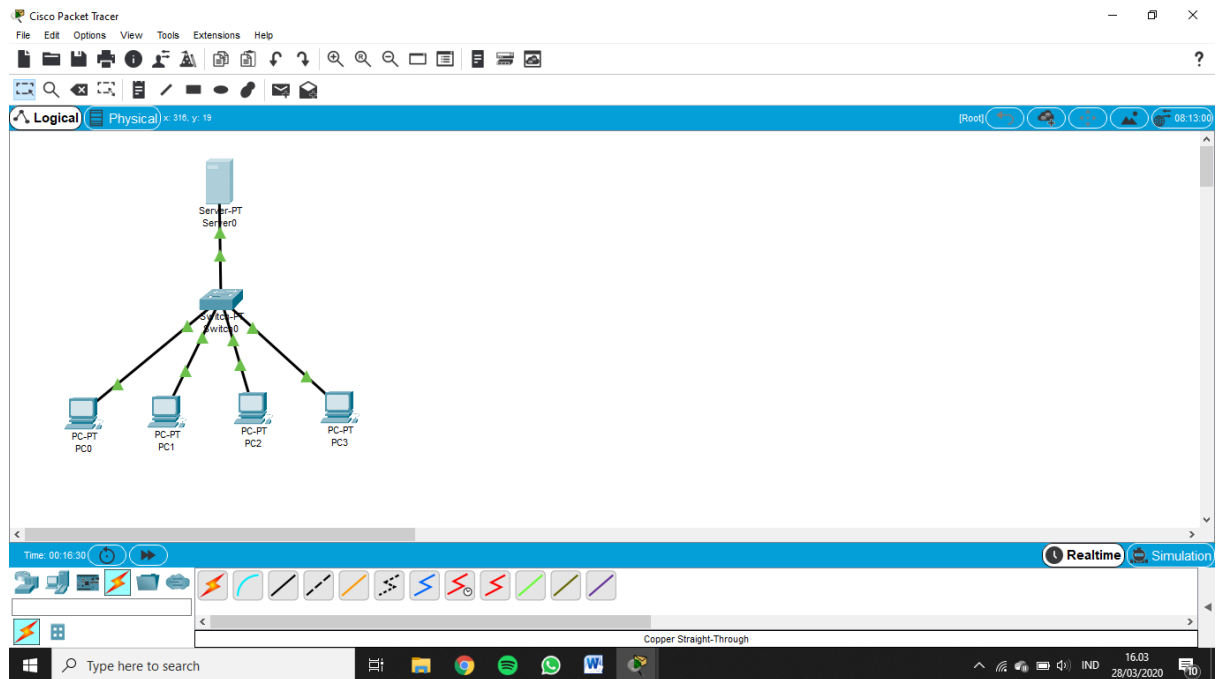 Cisco Packet Tracer
File Edit Options View Tools Extensions Help
?
Logical Physical x: 316, y: 19 [Root] 08:13:00
Server-PT
Server0
Switch-PT
Switch0
PC-PT
PC0
PC-PT
PC1
PC-PT
PC2
PC-PT
PC3
Time: 00:16:30 Realtime Simulation
Copper Straight-Through
Type here to search IND 16.03
28/03/2020 10